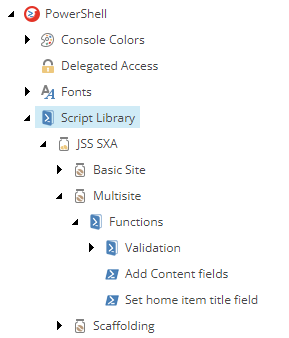 PowerShell
Console Colors
Delegated Access
Fonts
Script Library
JSS SXA
Basic Site
Multisite
Functions
Validation
Add Content fields
Set home item title field
Scaffolding